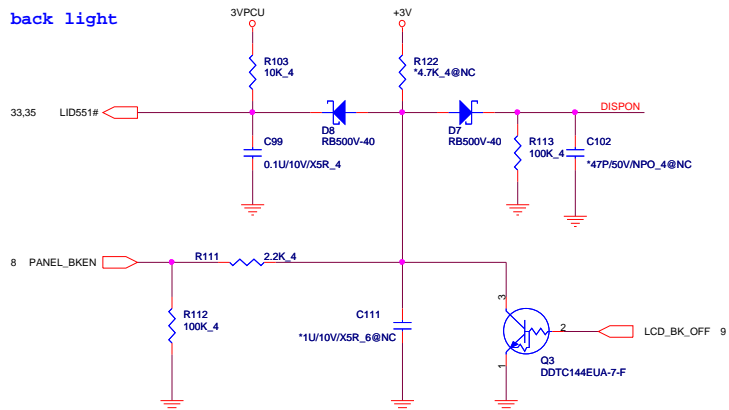 back light
3VPCU
+3V
R103
10K_4
R122
*4.7K_4@NC
33,35 LID551#
DISPON
D8
RB500V-40
D7
RB500V-40
C99
0.1U/10V/X5R_4
R113
100K_4
C102
*47P/50V/NPO_4@NC
8 PANEL_BKEN
R111 2.2K_4
R112
100K_4
C111
*1U/10V/X5R_6@NC
3
2
1
LCD_BK_OFF 9
Q3
DDTC144EUA-7-F